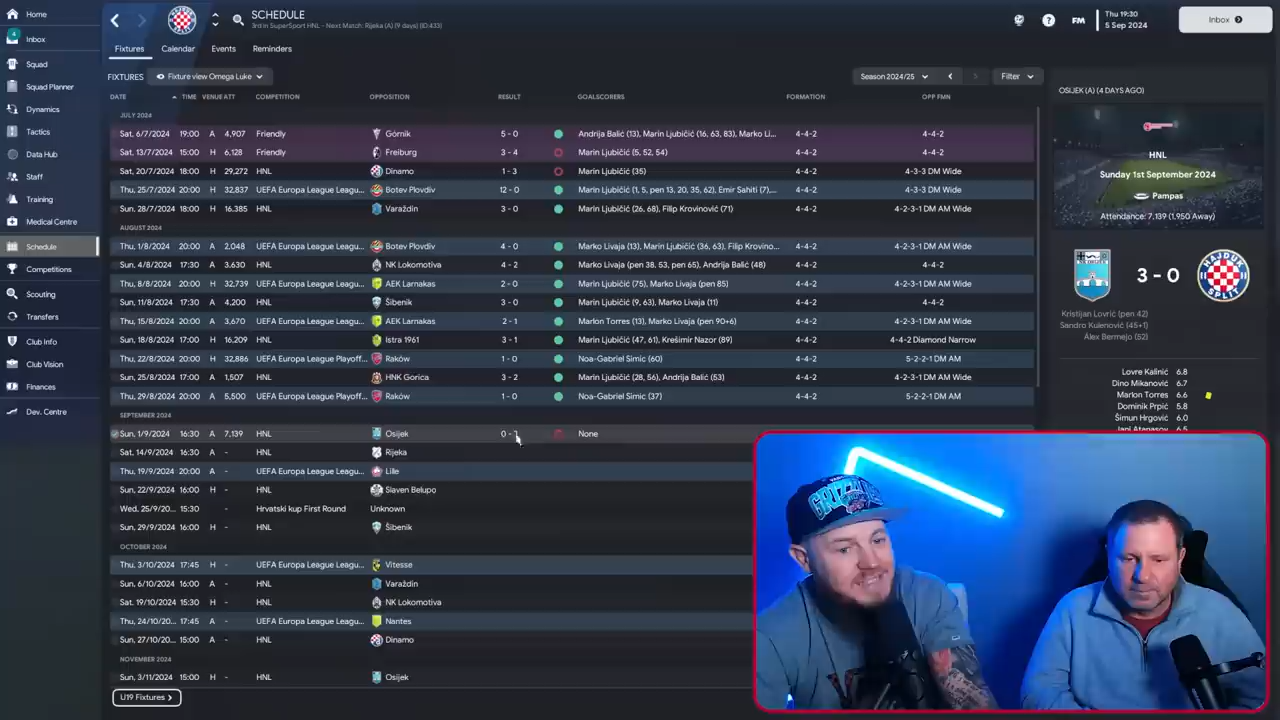 Home
Inbox
Squad
Squad Planner
Dynamics
Tactics
Data Hub
Staff
Training
Medical Centre
Schedule
Competitions
Scouting
Transfers
Club Info
Club Vision
Finances
Dev. Centre
4
SCHEDULE
3rd in SuperSport HNL - Next Match: Rijeka (A) (9 days) (ID:433)
FM
Thu 19:30
5 Sep 2024
Inbox
Fixtures Calendar Events Reminders
FIXTURES Fixture view Omega Luke Season 2024/25 Filter
DATE TIME VENUE ATT COMPETITION OPPOSITION RESULT GOALSCORERS FORMATION OPP FMN
JULY 2024
Sat, 6/7/2024 19:00 A 4,907 Friendly Górnik 5 - 0 Andrija Balić (13), Marin Ljubičić (16, 63, 83), Marko Li... 4-4-2 4-4-2
Sat, 13/7/2024 15:00 H 6,128 Friendly Freiburg 3 - 4 Marin Ljubičić (5, 52, 54) 4-4-2 4-4-2
Sat, 20/7/2024 18:00 H 29,272 HNL Dinamo 1 - 3 Marin Ljubičić (35) 4-4-2 4-3-3 DM Wide
Thu, 25/7/2024 20:00 H 32,837 UEFA Europa League Leagu... Botev Plovdiv 12 - 0 Marin Ljubičić (1, 5, pen 13, 20, 35, 62), Emir Sahiti (7),... 4-4-2 4-3-3 DM Wide
Sun, 28/7/2024 18:00 H 16,385 HNL Varaždin 3 - 0 Marin Ljubičić (26, 68), Filip Krovinović (71) 4-4-2 4-2-3-1 DM AM Wide
AUGUST 2024
Thu, 1/8/2024 20:00 A 2,048 UEFA Europa League Leagu... Botev Plovdiv 4 - 0 Marko Livaja (13), Marin Ljubičić (36, 63), Filip Krovino... 4-4-2 4-2-3-1 DM AM Wide
Sun, 4/8/2024 17:30 A 3,630 HNL NK Lokomotiva 4 - 2 Marko Livaja (pen 38, 53, pen 65), Andrija Balić (48) 4-4-2 4-4-2
Thu, 8/8/2024 20:00 H 32,739 UEFA Europa League Leagu... AEK Larnakas 2 - 0 Marin Ljubičić (75), Marko Livaja (pen 85) 4-4-2 4-2-3-1 DM AM Wide
Sun, 11/8/2024 17:30 A 4,200 HNL Šibenik 3 - 0 Marin Ljubičić (9, 63), Marko Livaja (11) 4-4-2 4-4-2
Thu, 15/8/2024 20:00 A 3,670 UEFA Europa League Leagu... AEK Larnakas 2 - 1 Marlon Torres (13), Marko Livaja (pen 90+6) 4-4-2 4-2-3-1 DM AM Wide
Sun, 18/8/2024 17:00 H 16,209 HNL Istra 1961 3 - 1 Marin Ljubičić (47, 61), Krešimir Nazor (89) 4-4-2 4-4-2 Diamond Narrow
Thu, 22/8/2024 20:00 H 32,886 UEFA Europa League Playoff... Raków 1 - 0 Noa-Gabriel Simic (60) 4-4-2 5-2-2-1 DM AM
Sun, 25/8/2024 17:00 A 1,507 HNL HNK Gorica 3 - 2 Marin Ljubičić (28, 56), Andrija Balić (53) 4-4-2 4-2-3-1 DM AM Wide
Thu, 29/8/2024 20:00 A 5,500 UEFA Europa League Playoff... Raków 1 - 0 Noa-Gabriel Simic (37) 4-4-2 5-2-2-1 DM AM
SEPTEMBER 2024
Sun, 1/9/2024 16:30 A 7,139 HNL Osijek 0 - None
Sat, 14/9/2024 16:30 A - HNL Rijeka
Thu, 19/9/2024 20:00 A - UEFA Europa League Leagu... Lille
Sun, 22/9/2024 16:00 H - HNL Slaven Belupo
Wed, 25/9/20... 15:30 - Hrvatski kup First Round Unknown
Sun, 29/9/2024 16:00 H - HNL Šibenik
OCTOBER 2024
Thu, 3/10/2024 17:45 H - UEFA Europa League Leagu... Vitesse
Sun, 6/10/2024 16:00 A - HNL Varaždin
Sat, 19/10/2024 15:30 H - HNL NK Lokomotiva
Thu, 24/10/20... 17:45 A - UEFA Europa League Leagu... Nantes
Sun, 27/10/20... 15:00 A - HNL Dinamo
NOVEMBER 2024
Sun, 3/11/2024 15:00 H - HNL Osijek
U19 Fixtures
OSIJEK (A) (4 DAYS AGO)
HNL
Sunday 1st September 2024
Pampas
Attendance: 7,139 (1,950 Away)
3 - 0
HAJDUK
SPLIT
Kristijan Lovrić (pen 42)
Sandro Kulenović (45+1)
Álex Bermejo (52)
Lovre Kalinić 6.8
Dino Mikanović 6.7
Marlon Torres 6.6
Dominik Prpić 5.8
Šimun Hrgović 6.0
Jani Atanasov 6.5
GRIZZLIES